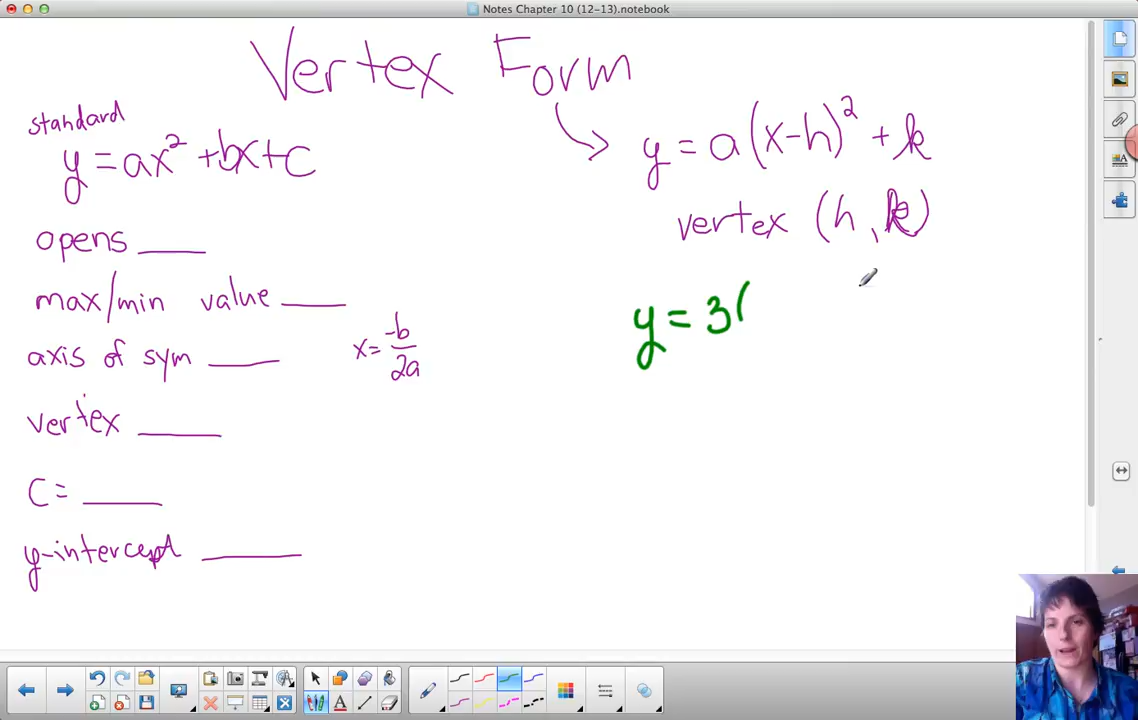 Notes Chapter 10 (12-13).notebook
Vertex Form
standard
y = ax² + bx + c
y = a(x-h)² + k
vertex (h, k)
opens ____
max/min value ____
y = 3(
axis of sym ____
x = -b/2a
vertex ____
C = ____
y-intercept ____